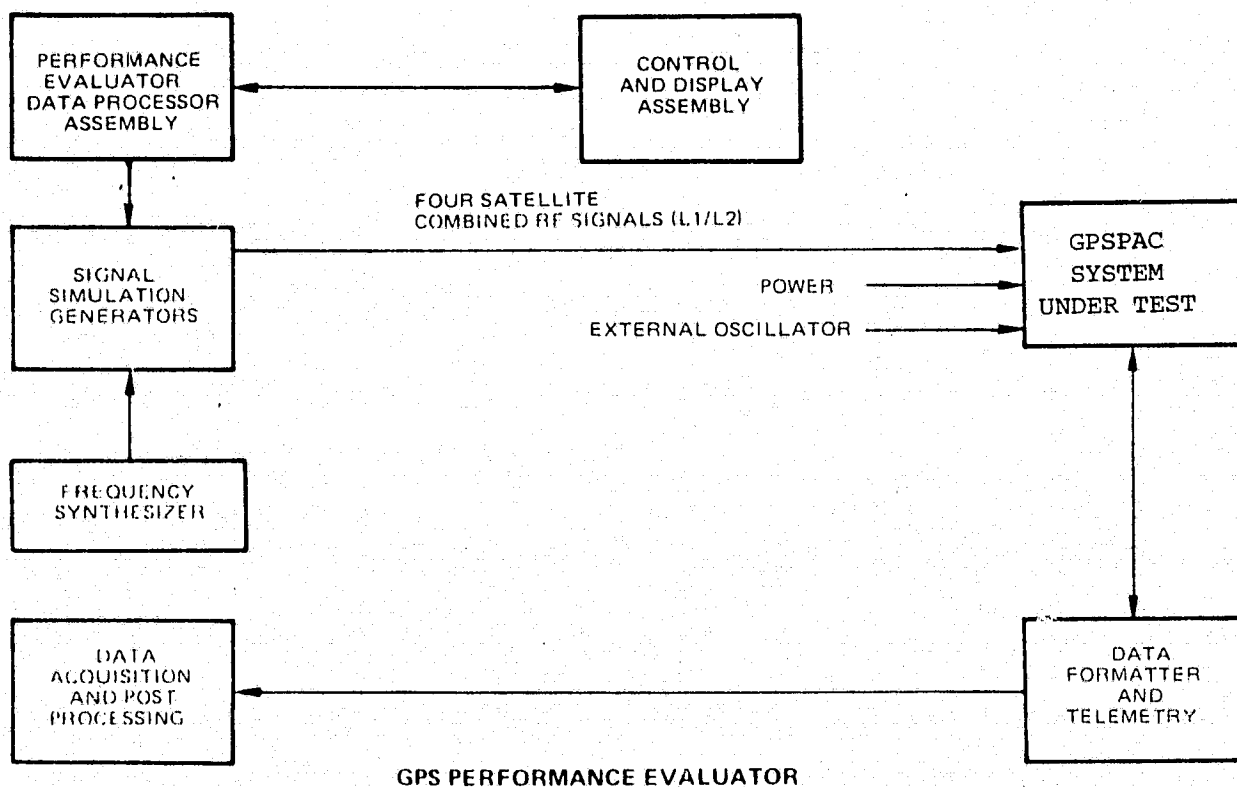 PERFORMANCE
EVALUATOR
DATA PROCESSOR
ASSEMBLY
CONTROL
AND DISPLAY
ASSEMBLY
FOUR SATELLITE
COMBINED RF SIGNALS (L1/L2)
SIGNAL
SIMULATION
GENERATORS
GPSPAC
SYSTEM
UNDER TEST
POWER
EXTERNAL OSCILLATOR
FREQUENCY
SYNTHESIZER
DATA
ACQUISITION
AND POST
PROCESSING
DATA
FORMATTER
AND
TELEMETRY
GPS PERFORMANCE EVALUATOR